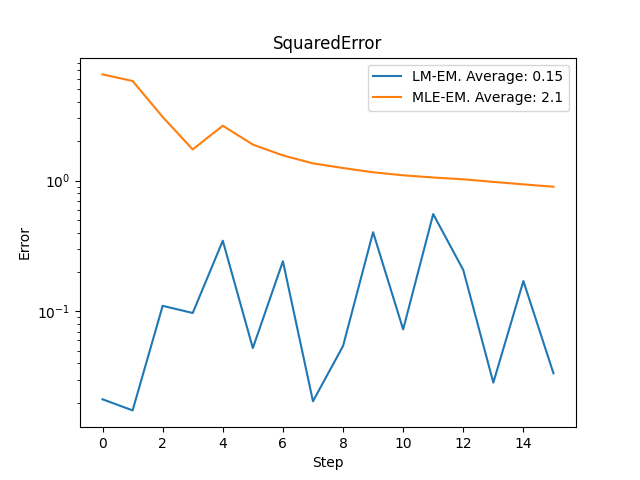 SquaredError
LM-EM. Average: 0.15
MLE-EM. Average: 2.1
10⁰
10⁻¹
Error
0 2 4 6 8 10 12 14
Step